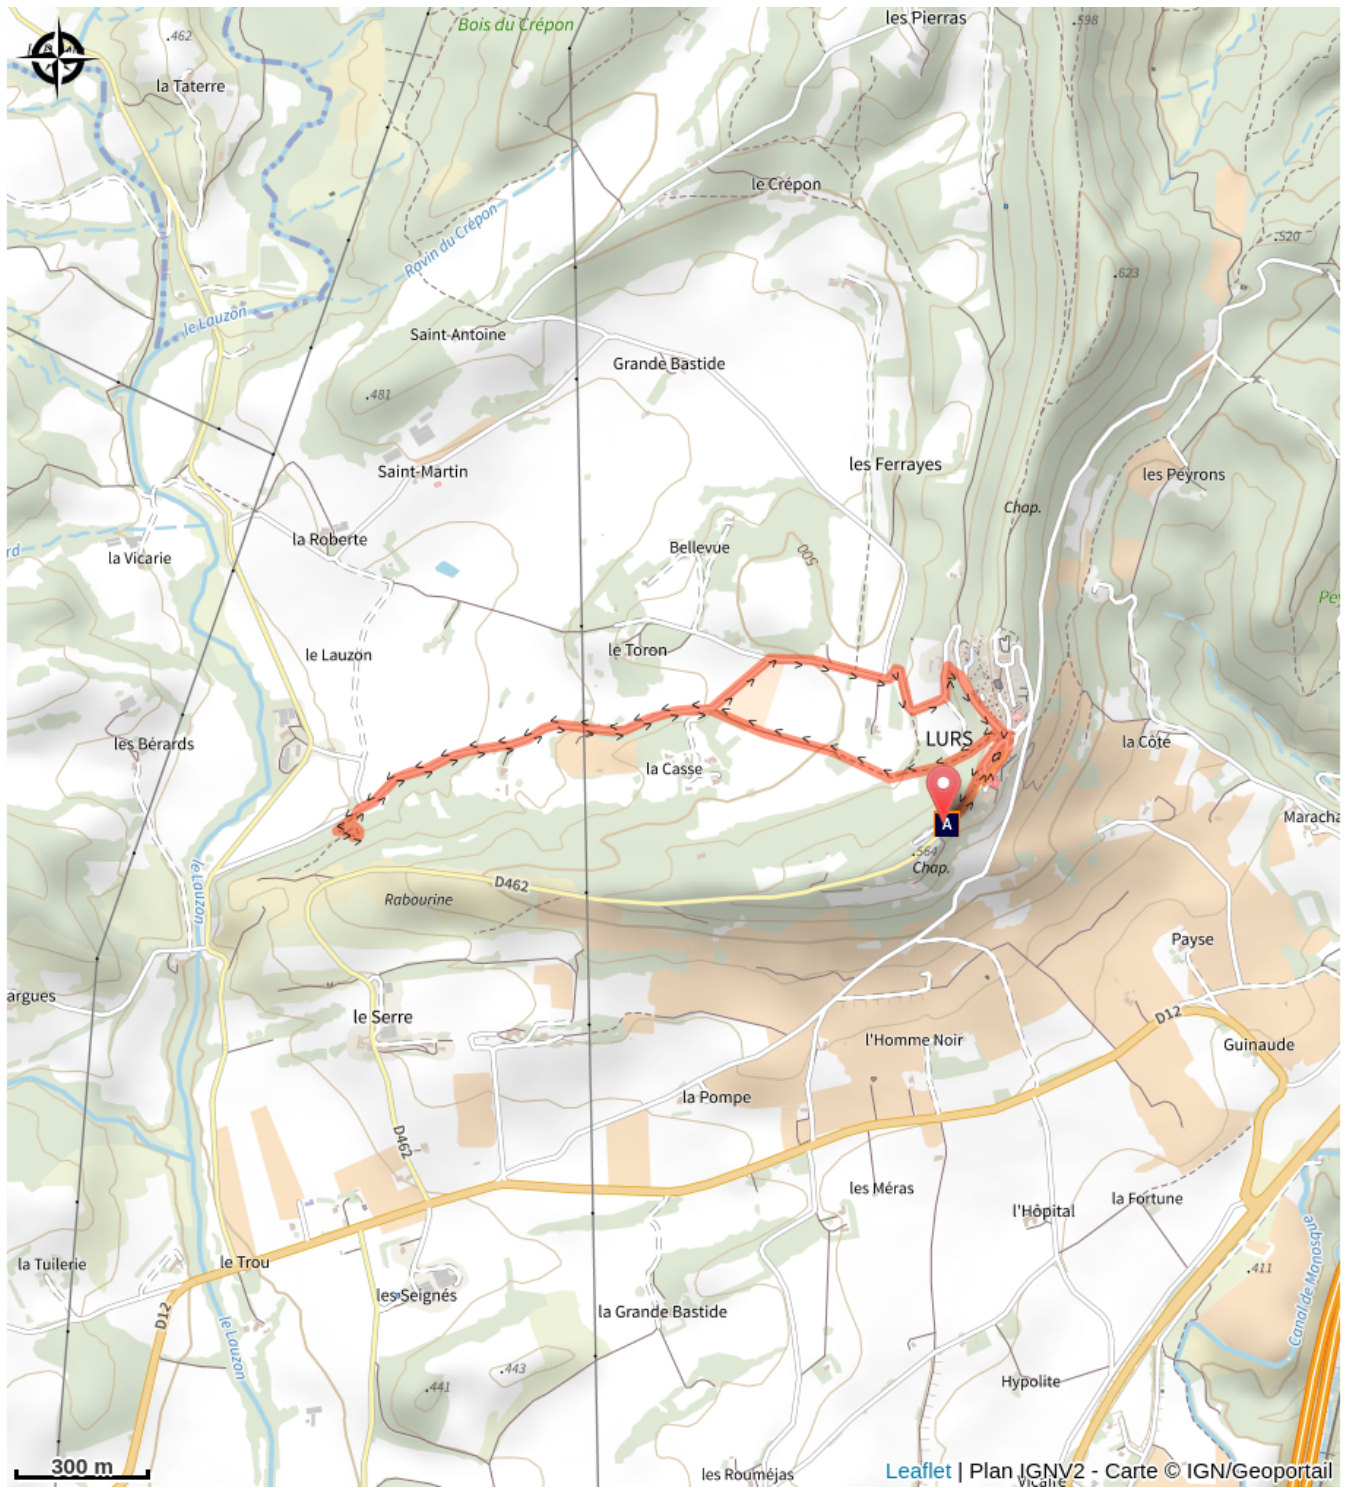 les Pierras
Bois du Crépon
.598
.462
la Taterre
le Crépon
Ravin du Crépon
.520
.623
le Lauzon
Saint-Antoine
Grande Bastide
.481
les Ferrayes
Saint-Martin
les Peyrons
Chap.
la Roberte
Bellevue
500
rd
la Vicarie
Pey
le Toron
le Lauzon
LURS
les Bérards
la Côte
la Casse
Maracha
A
.564
Chap.
D462
le Lauzon
Rabourine
Payse
argues
le Serre
D12
l'Homme Noir
Guinaude
la Pompe
D462
les Méras
la Fortune
l'Hôpital
la Tuilerie
le Trou
.411
Canal de Manosque
les Seignés
la Grande Bastide
D12
le Lauzon
.443
.441
Hypolite
300 m
les Rouméjas
Leaflet | Plan IGNV2 - Carte © IGN/Geoportail